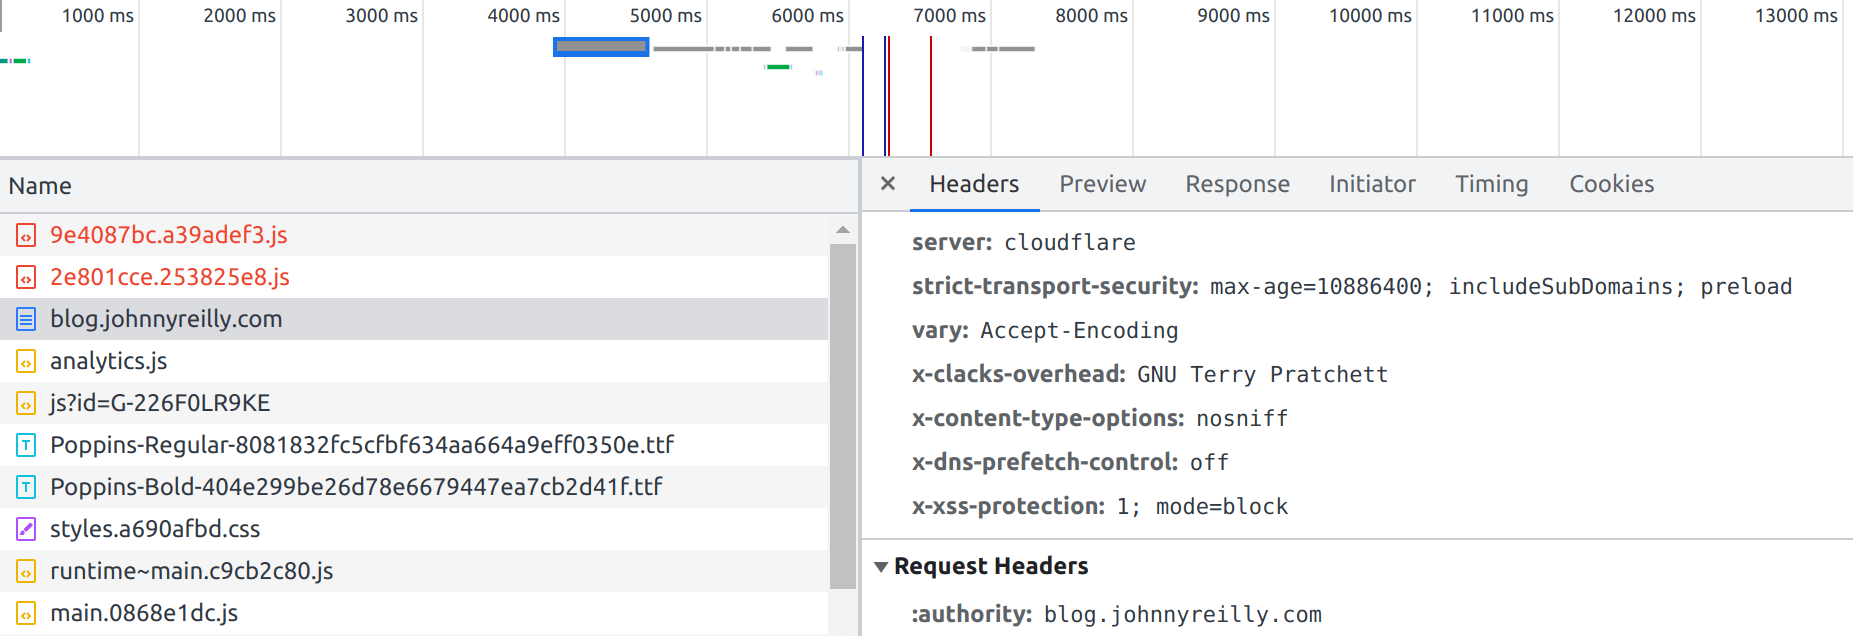 1000 ms 2000 ms 3000 ms 4000 ms 5000 ms 6000 ms 7000 ms 8000 ms 9000 ms 10000 ms 11000 ms 12000 ms 13000 ms
Name
9e4087bc.a39adef3.js
2e801cce.253825e8.js
blog.johnnyreilly.com
analytics.js
js?id=G-226F0LR9KE
Poppins-Regular-8081832fc5cfbf634aa664a9eff0350e.ttf
Poppins-Bold-404e299be26d78e6679447ea7cb2d41f.ttf
styles.a690afbd.css
runtime~main.c9cb2c80.js
main.0868e1dc.js
Headers Preview Response Initiator Timing Cookies
server: cloudflare
strict-transport-security: max-age=10886400; includeSubDomains; preload
vary: Accept-Encoding
x-clacks-overhead: GNU Terry Pratchett
x-content-type-options: nosniff
x-dns-prefetch-control: off
x-xss-protection: 1; mode=block
Request Headers
:authority: blog.johnnyreilly.com